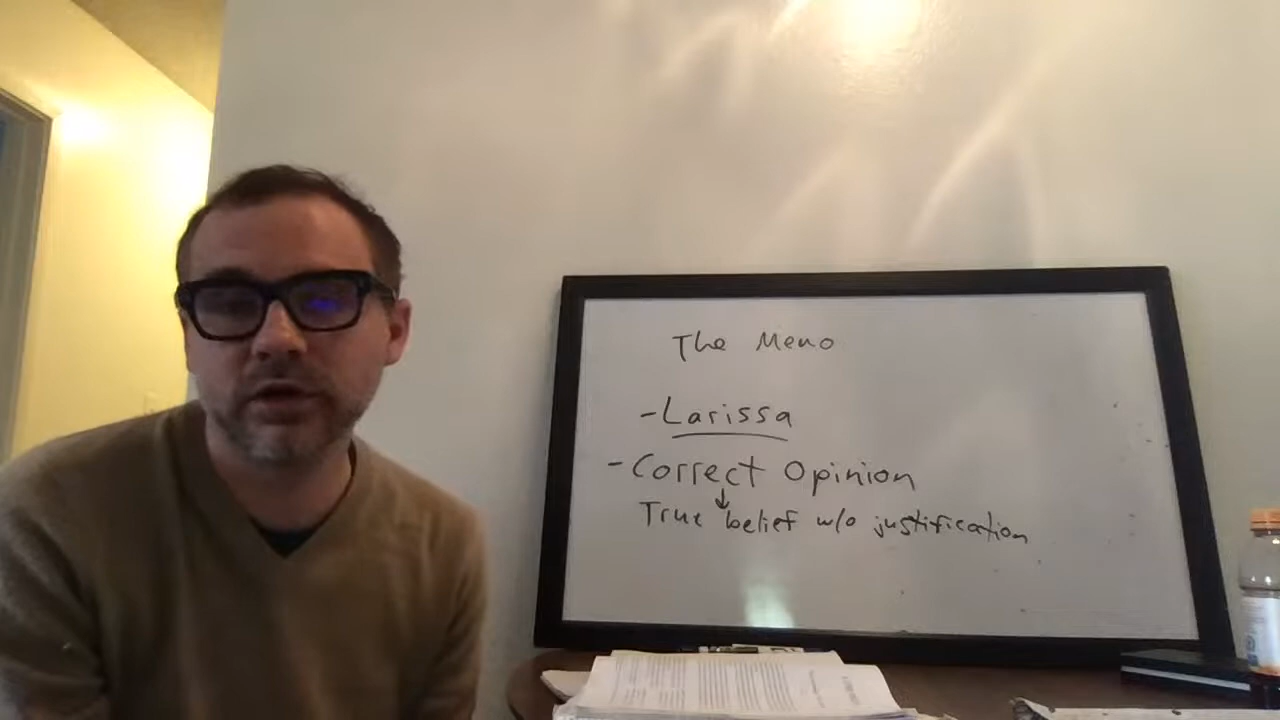 The Meno
-Larissa
-Correct Opinion
↓
True belief w/o justification